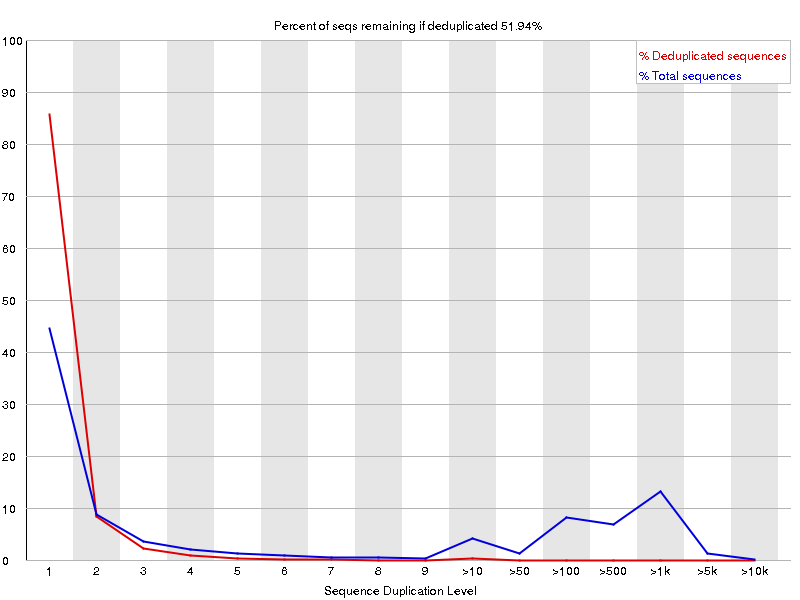 Percent of seqs remaining if deduplicated 51.94%
% Deduplicated sequences
% Total sequences
100
90
80
70
60
50
40
30
20
10
0
1 2 3 4 5 6 7 8 9 >10 >50 >100 >500 >1k >5k >10k
Sequence Duplication Level